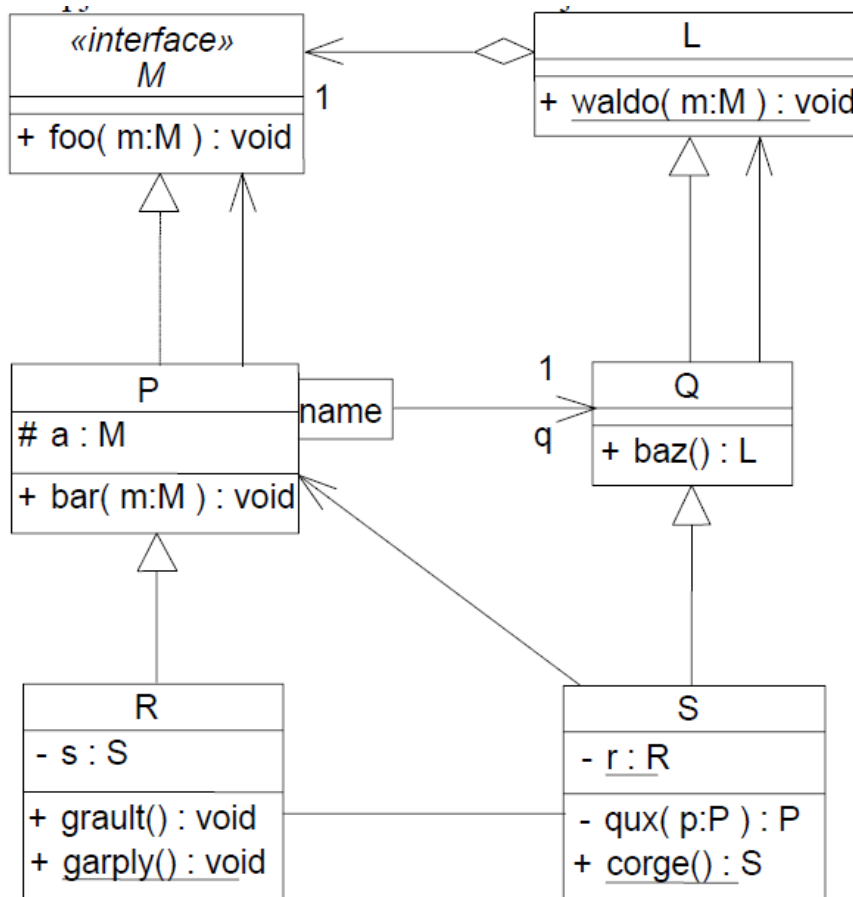 «interface»
M
+ foo( m:M ) : void
1
L
+ waldo( m:M ) : void
P
# a : M
+ bar( m:M ) : void
name
1
q
Q
+ baz() : L
R
- s : S
+ grault() : void
+ garply() : void
S
- r : R
- qux( p:P ) : P
+ corge() : S